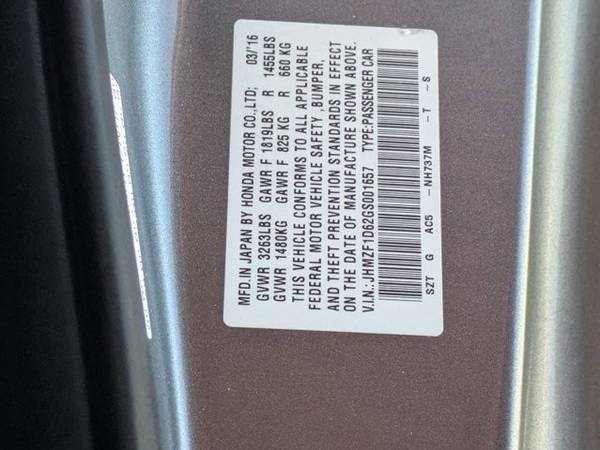 MFD.IN JAPAN BY HONDA MOTOR CO.,LTD; 03/'16
GVWR 3263LBS GAWR F 1819LBS R 1455LBS
GVWR 1480KG GAWR F 825 KG R 660 KG
THIS VEHICLE CONFORMS TO ALL APPLICABLE
FEDERAL MOTOR VEHICLE SAFETY ,BUMPER,
AND THEFT PREVENTION STANDARDS IN EFFECT
ON THE DATE OF MANUFACTURE SHOWN ABOVE.
V.I.N.:JHMZF1D62GS001657 TYPE:PASSENGER CAR
SZT G AC5 -NH737M -T -S